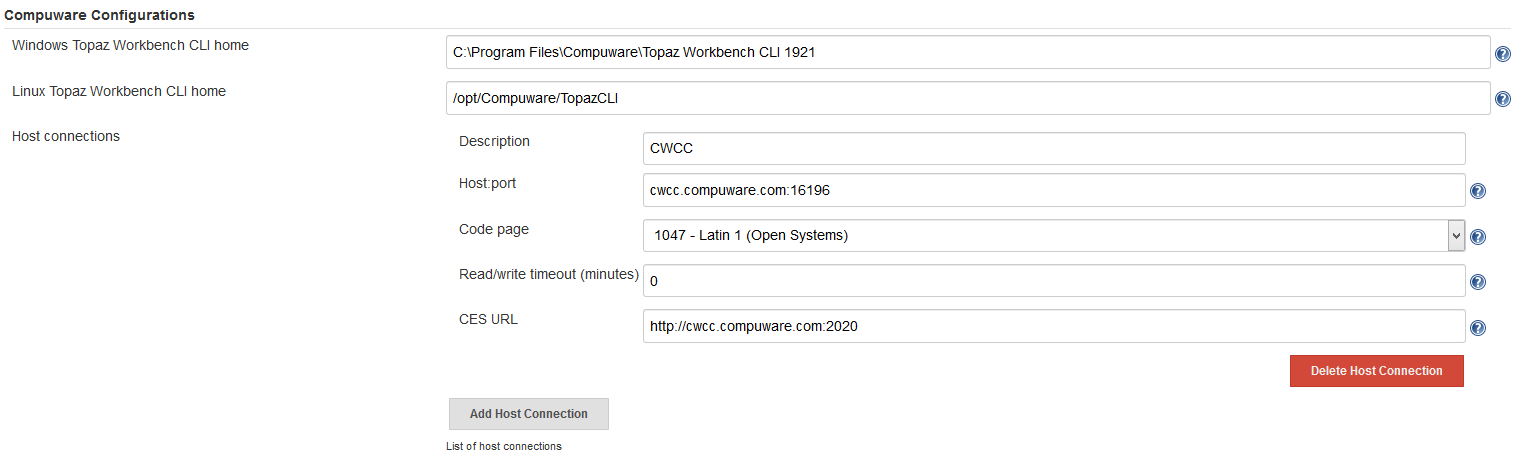 Compuware Configurations
Windows Topaz Workbench CLI home
C:\Program Files\Compuware\Topaz Workbench CLI 1921
Linux Topaz Workbench CLI home
/opt/Compuware/TopazCLI
Host connections
Description
CWCC
Host:port
cwcc.compuware.com:16196
Code page
1047 - Latin 1 (Open Systems)
Read/write timeout (minutes)
0
CES URL
http://cwcc.compuware.com:2020
Delete Host Connection
Add Host Connection
List of host connections